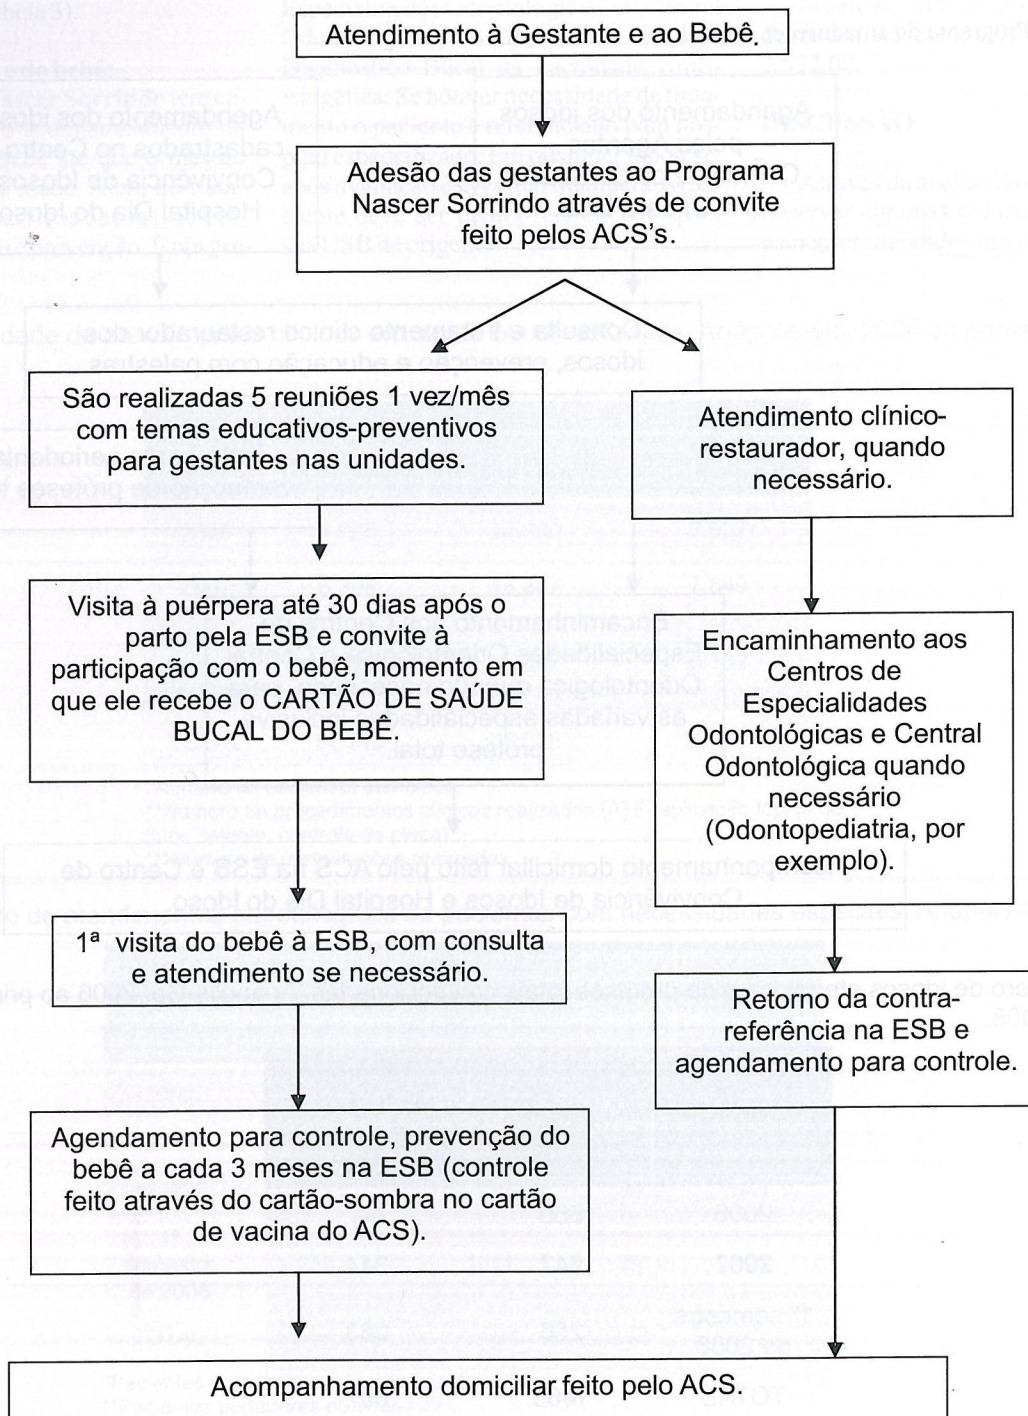 Atendimento à Gestante e ao Bebê.
Adesão das gestantes ao Programa
Nascer Sorrindo através de convite
feito pelos ACS's.
São realizadas 5 reuniões 1 vez/mês
com temas educativos-preventivos
para gestantes nas unidades.
Visita à puérpera até 30 dias após o
parto pela ESB e convite à
participação com o bebê, momento em
que ele recebe o CARTÃO DE SAÚDE
BUCAL DO BEBÊ.
1ª visita do bebê à ESB, com consulta
e atendimento se necessário.
Agendamento para controle, prevenção do
bebê a cada 3 meses na ESB (controle
feito através do cartão-sombra no cartão
de vacina do ACS).
Atendimento clínico-
restaurador, quando
necessário.
Encaminhamento aos
Centros de
Especialidades
Odontológicas e Central
Odontológica quando
necessário
(Odontopediatria, por
exemplo).
Retorno da contra-
referência na ESB e
agendamento para controle.
Acompanhamento domiciliar feito pelo ACS.